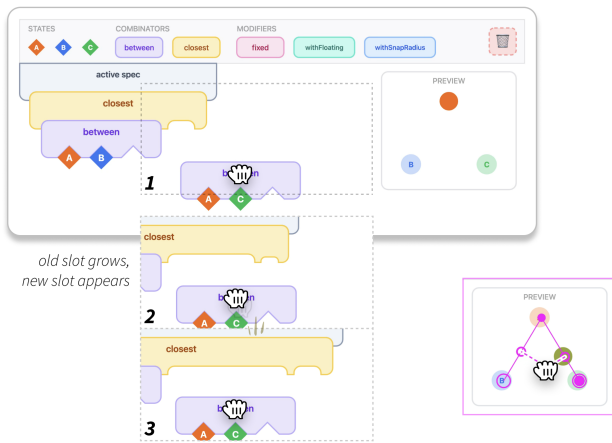 STATES
COMBINATORS
MODIFIERS
A
B
C
between
closest
fixed
withFloating
withSnapRadius
active spec
PREVIEW
closest
between
A
B
B
C
1
A
C
closest
old slot grows,
new slot appears
2
A
C
PREVIEW
closest
B
3
A
C